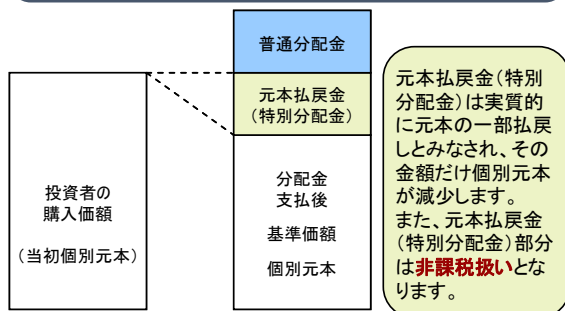 普通分配金
元本払戻金
（特別分配金）
投資者の
購入価額
（当初個別元本）
分配金
支払後
基準価額
個別元本
元本払戻金（特別
分配金）は実質的
に元本の一部払戻
しとみなされ、その
金額だけ個別元本
が減少します。
また、元本払戻金
（特別分配金）部分
は非課税扱いとな
ります。